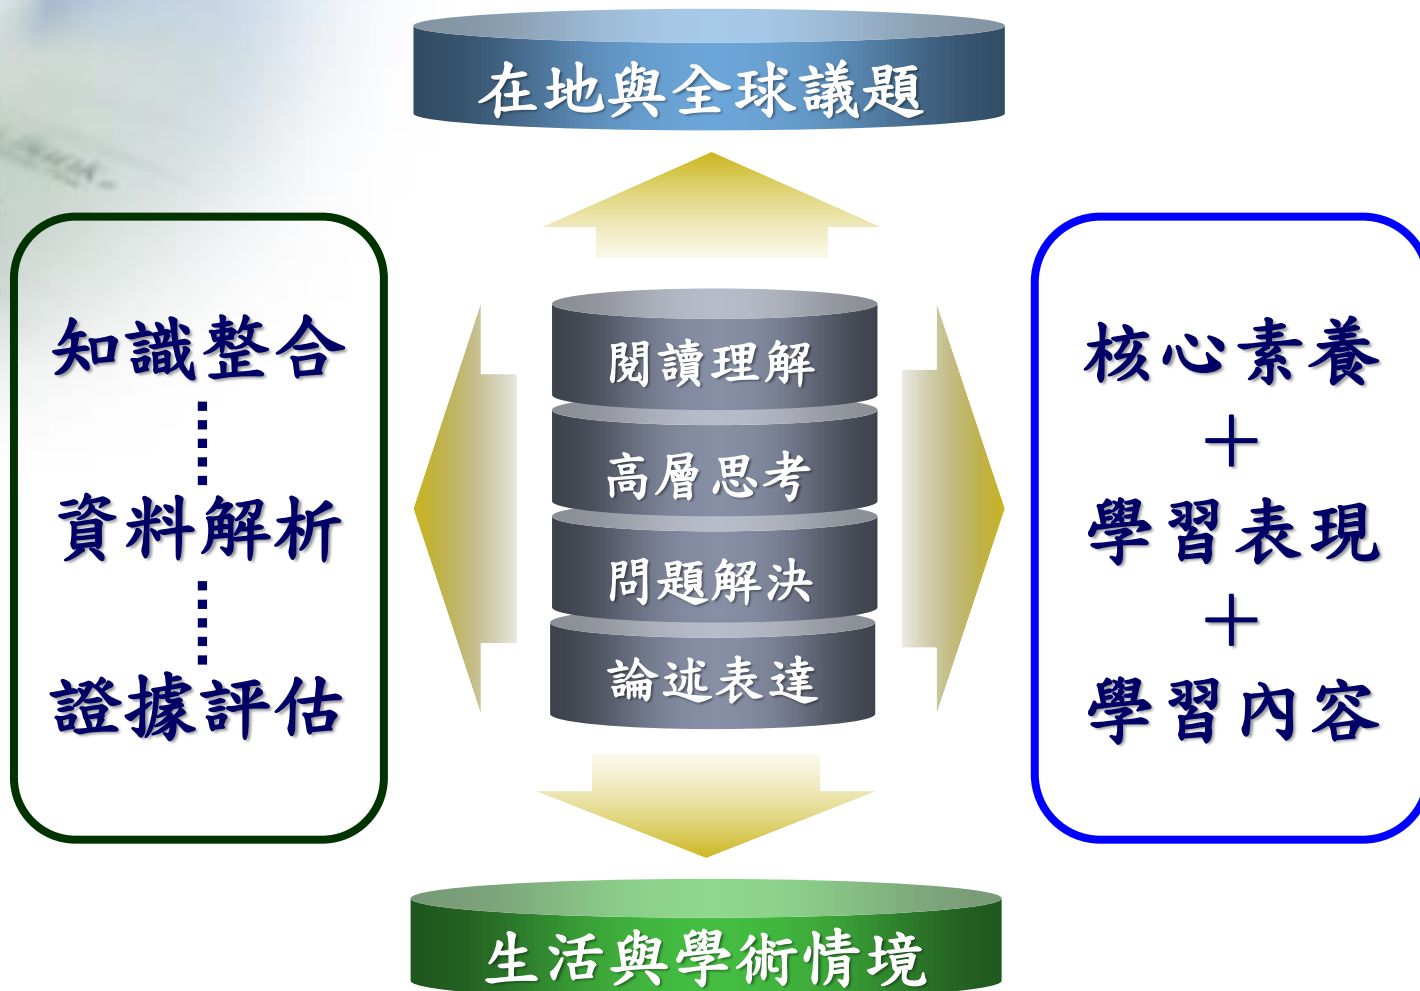 在地與全球議題
知識整合
資料解析
證據評估
閱讀理解
高層思考
問題解決
論述表達
核心素養
＋
學習表現
＋
學習內容
生活與學術情境